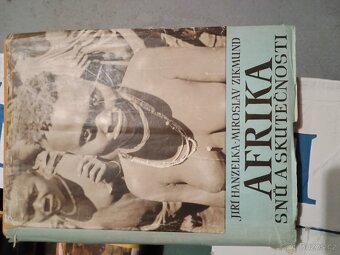 JIŘÍ HANZELKA - MIROSLAV ZIKMUND
AFRIKA
SNŮ A SKUTEČNOSTI